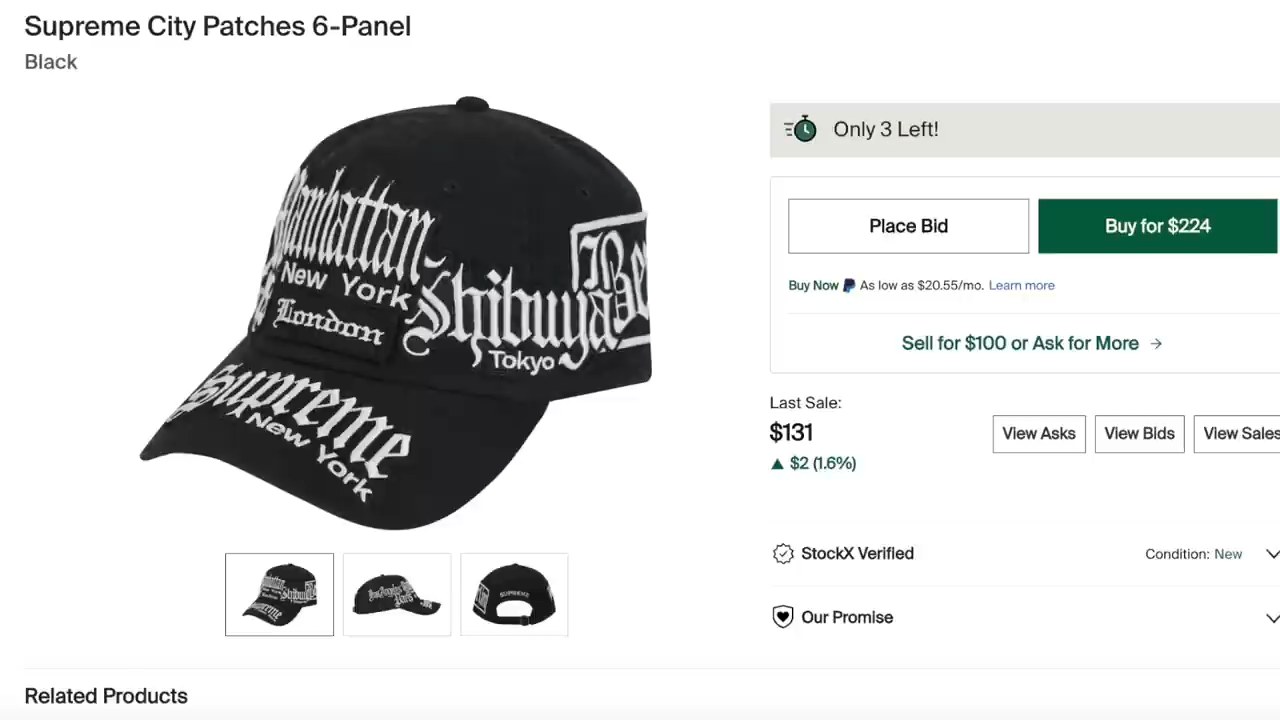 Supreme City Patches 6-Panel
Black
Only 3 Left!
Place Bid
Buy for $224
Buy Now As low as $20.55/mo. Learn more
Sell for $100 or Ask for More →
Last Sale:
$131
▲ $2 (1.6%)
View Asks
View Bids
View Sales
Manhattan
New York
London
Shibuya
Tokyo
Be
Supreme
New York
StockX Verified
Condition: New
Our Promise
Related Products